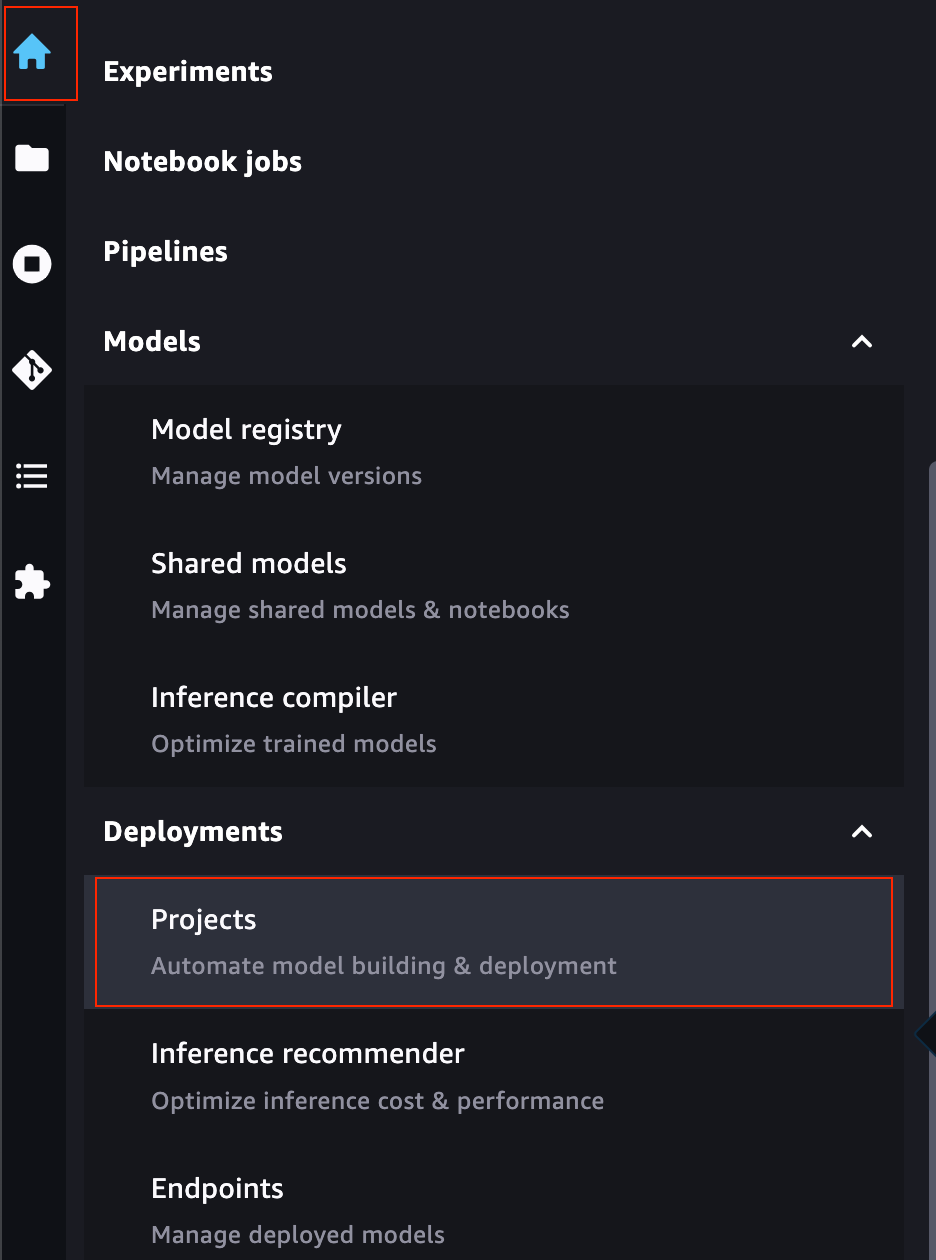 Experiments
Notebook jobs
Pipelines
Models
Model registry
Manage model versions
Shared models
Manage shared models & notebooks
Inference compiler
Optimize trained models
Deployments
Projects
Automate model building & deployment
Inference recommender
Optimize inference cost & performance
Endpoints
Manage deployed models